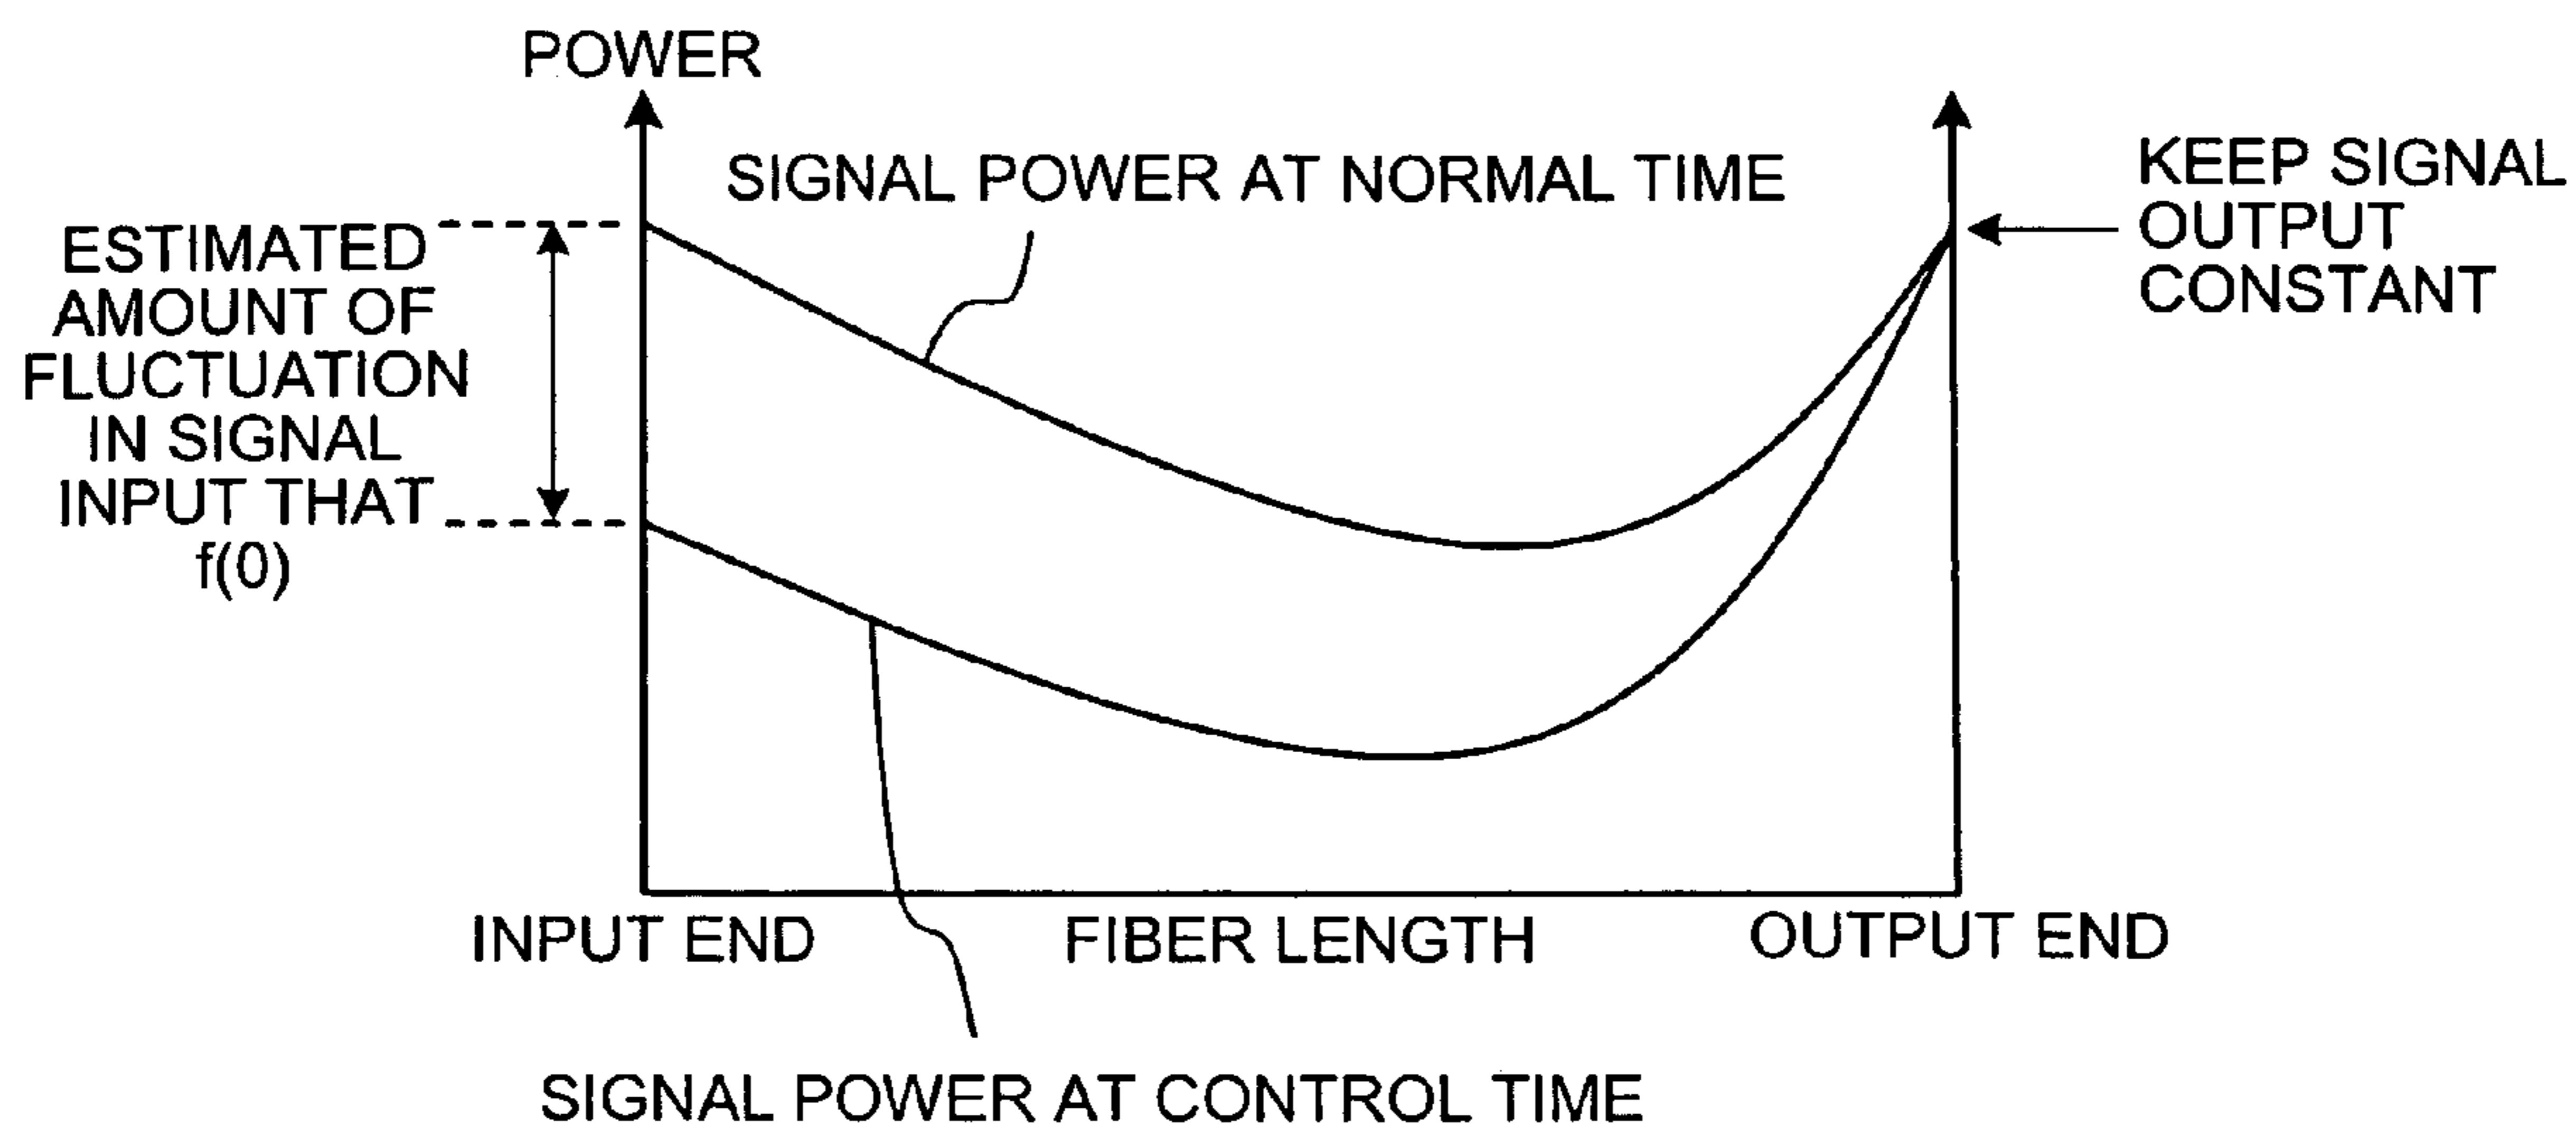 POWER
SIGNAL POWER AT NORMAL TIME
KEEP SIGNAL
OUTPUT
CONSTANT
ESTIMATED
AMOUNT OF
FLUCTUATION
IN SIGNAL
INPUT THAT
f(0)
INPUT END
FIBER LENGTH
OUTPUT END
SIGNAL POWER AT CONTROL TIME